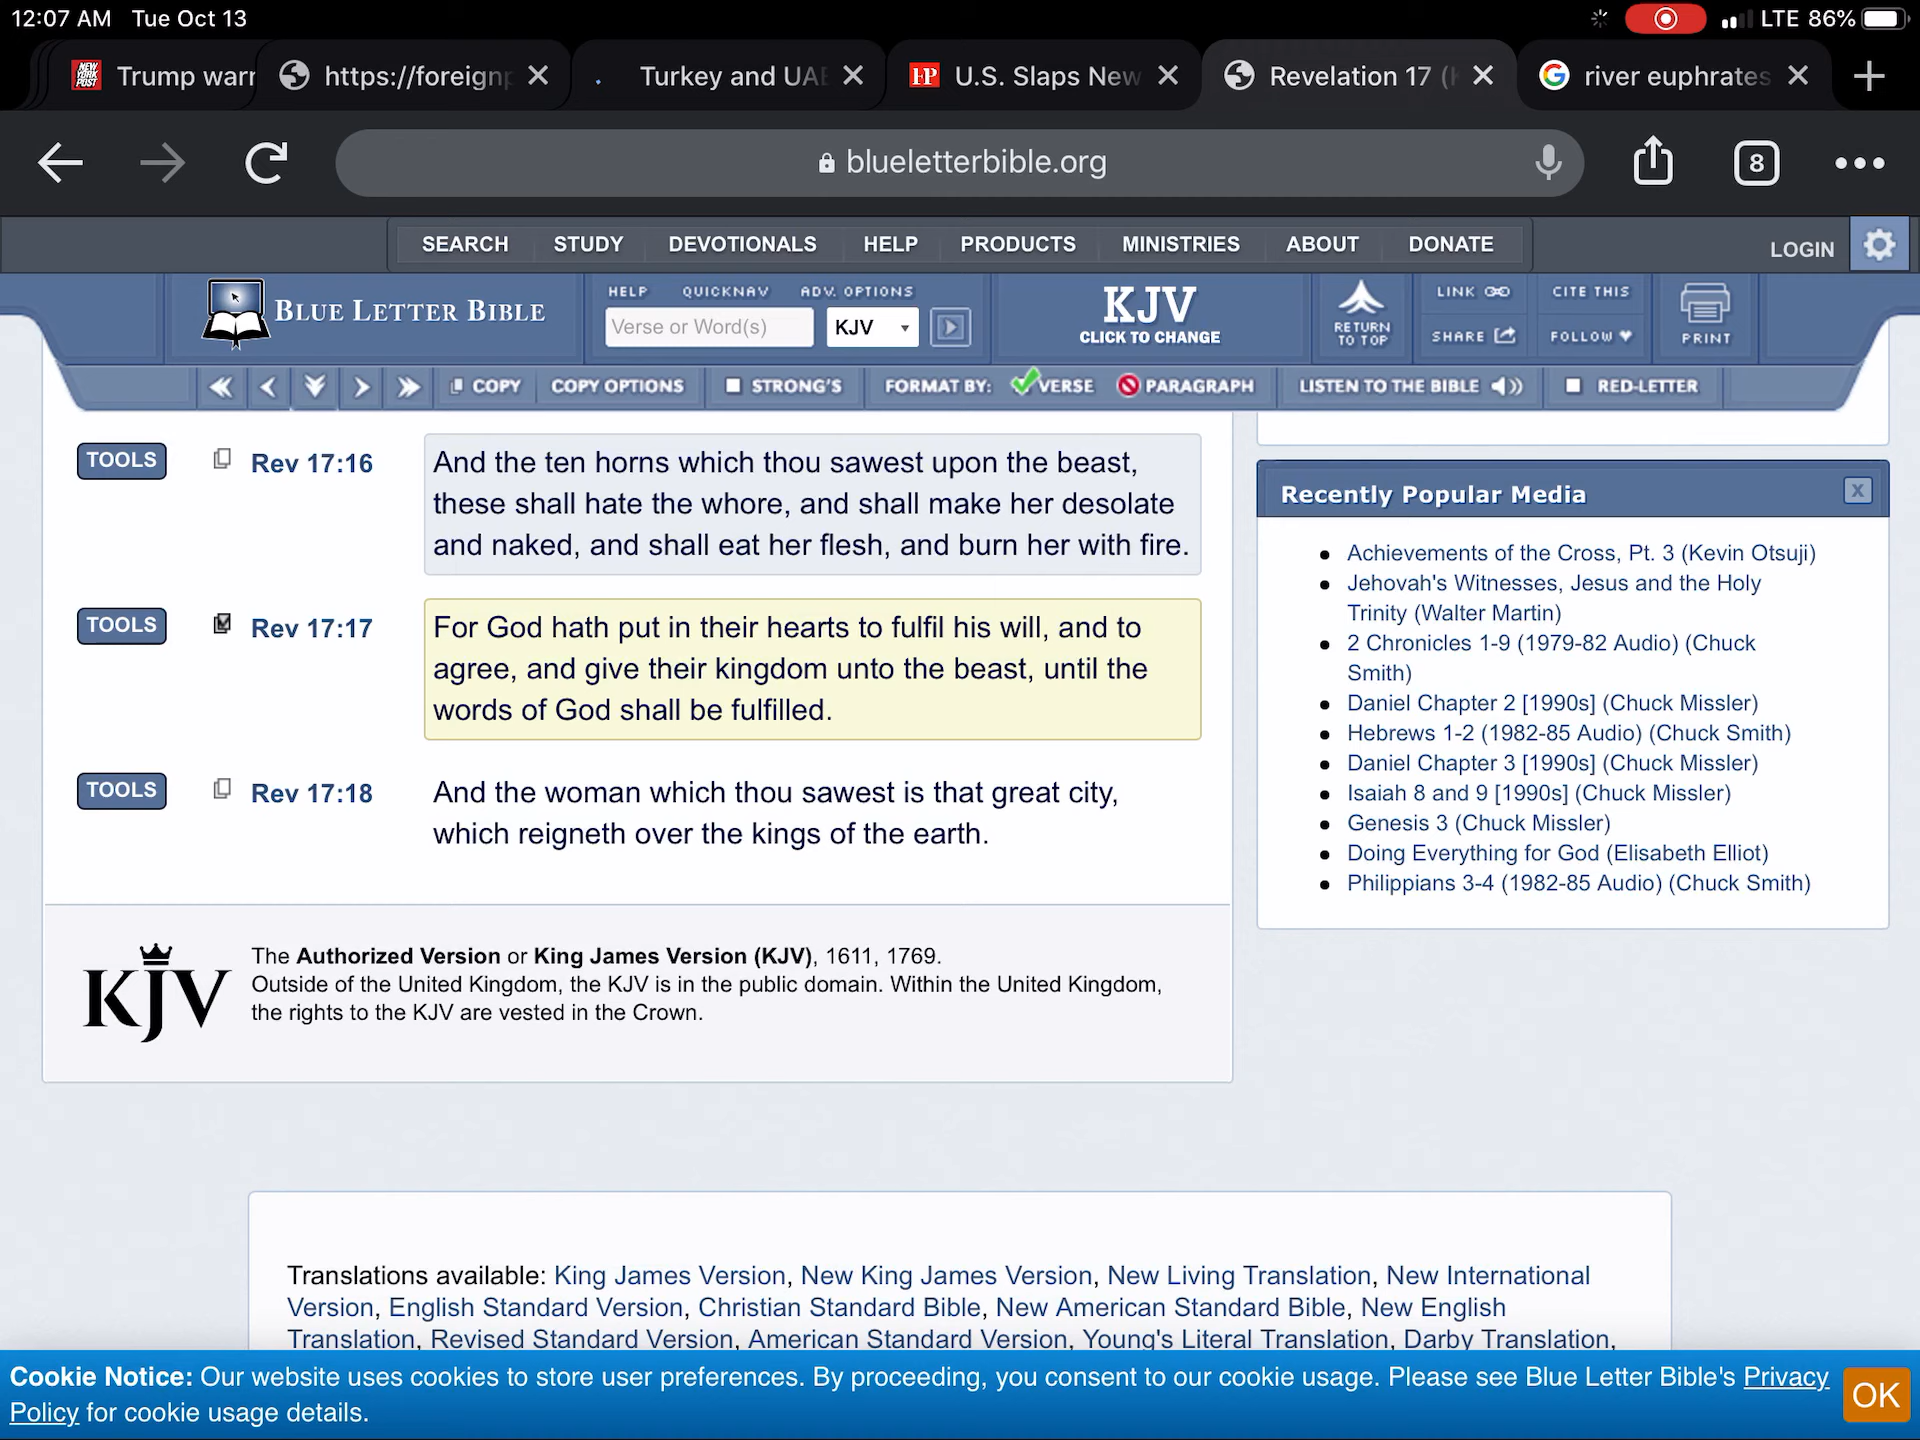 12:07 AM Tue Oct 13
LTE 86%
Trump warr
https://foreignp
Turkey and UAE
U.S. Slaps New
Revelation 17 (
river euphrates
blueletterbible.org
8
SEARCH STUDY DEVOTIONALS HELP PRODUCTS MINISTRIES ABOUT DONATE
LOGIN
BLUE LETTER BIBLE
HELP QUICKNAV ADV. OPTIONS
Verse or Word(s)
KJV
KJV
CLICK TO CHANGE
RETURN
TO TOP
LINK
SHARE
CITE THIS
FOLLOW
PRINT
COPY COPY OPTIONS STRONG'S FORMAT BY: VERSE PARAGRAPH LISTEN TO THE BIBLE RED-LETTER
TOOLS Rev 17:16
And the ten horns which thou sawest upon the beast,
these shall hate the whore, and shall make her desolate
and naked, and shall eat her flesh, and burn her with fire.
TOOLS Rev 17:17
For God hath put in their hearts to fulfil his will, and to
agree, and give their kingdom unto the beast, until the
words of God shall be fulfilled.
TOOLS Rev 17:18
And the woman which thou sawest is that great city,
which reigneth over the kings of the earth.
KJV
The Authorized Version or King James Version (KJV), 1611, 1769.
Outside of the United Kingdom, the KJV is in the public domain. Within the United Kingdom,
the rights to the KJV are vested in the Crown.
Recently Popular Media
X
Achievements of the Cross, Pt. 3 (Kevin Otsuji)
Jehovah's Witnesses, Jesus and the Holy
Trinity (Walter Martin)
2 Chronicles 1-9 (1979-82 Audio) (Chuck
Smith)
Daniel Chapter 2 [1990s] (Chuck Missler)
Hebrews 1-2 (1982-85 Audio) (Chuck Smith)
Daniel Chapter 3 [1990s] (Chuck Missler)
Isaiah 8 and 9 [1990s] (Chuck Missler)
Genesis 3 (Chuck Missler)
Doing Everything for God (Elisabeth Elliot)
Philippians 3-4 (1982-85 Audio) (Chuck Smith)
Translations available: King James Version, New King James Version, New Living Translation, New International
Version, English Standard Version, Christian Standard Bible, New American Standard Bible, New English
Translation, Revised Standard Version, American Standard Version, Young's Literal Translation, Darby Translation,
Cookie Notice: Our website uses cookies to store user preferences. By proceeding, you consent to our cookie usage. Please see Blue Letter Bible's Privacy
Policy for cookie usage details.
OK